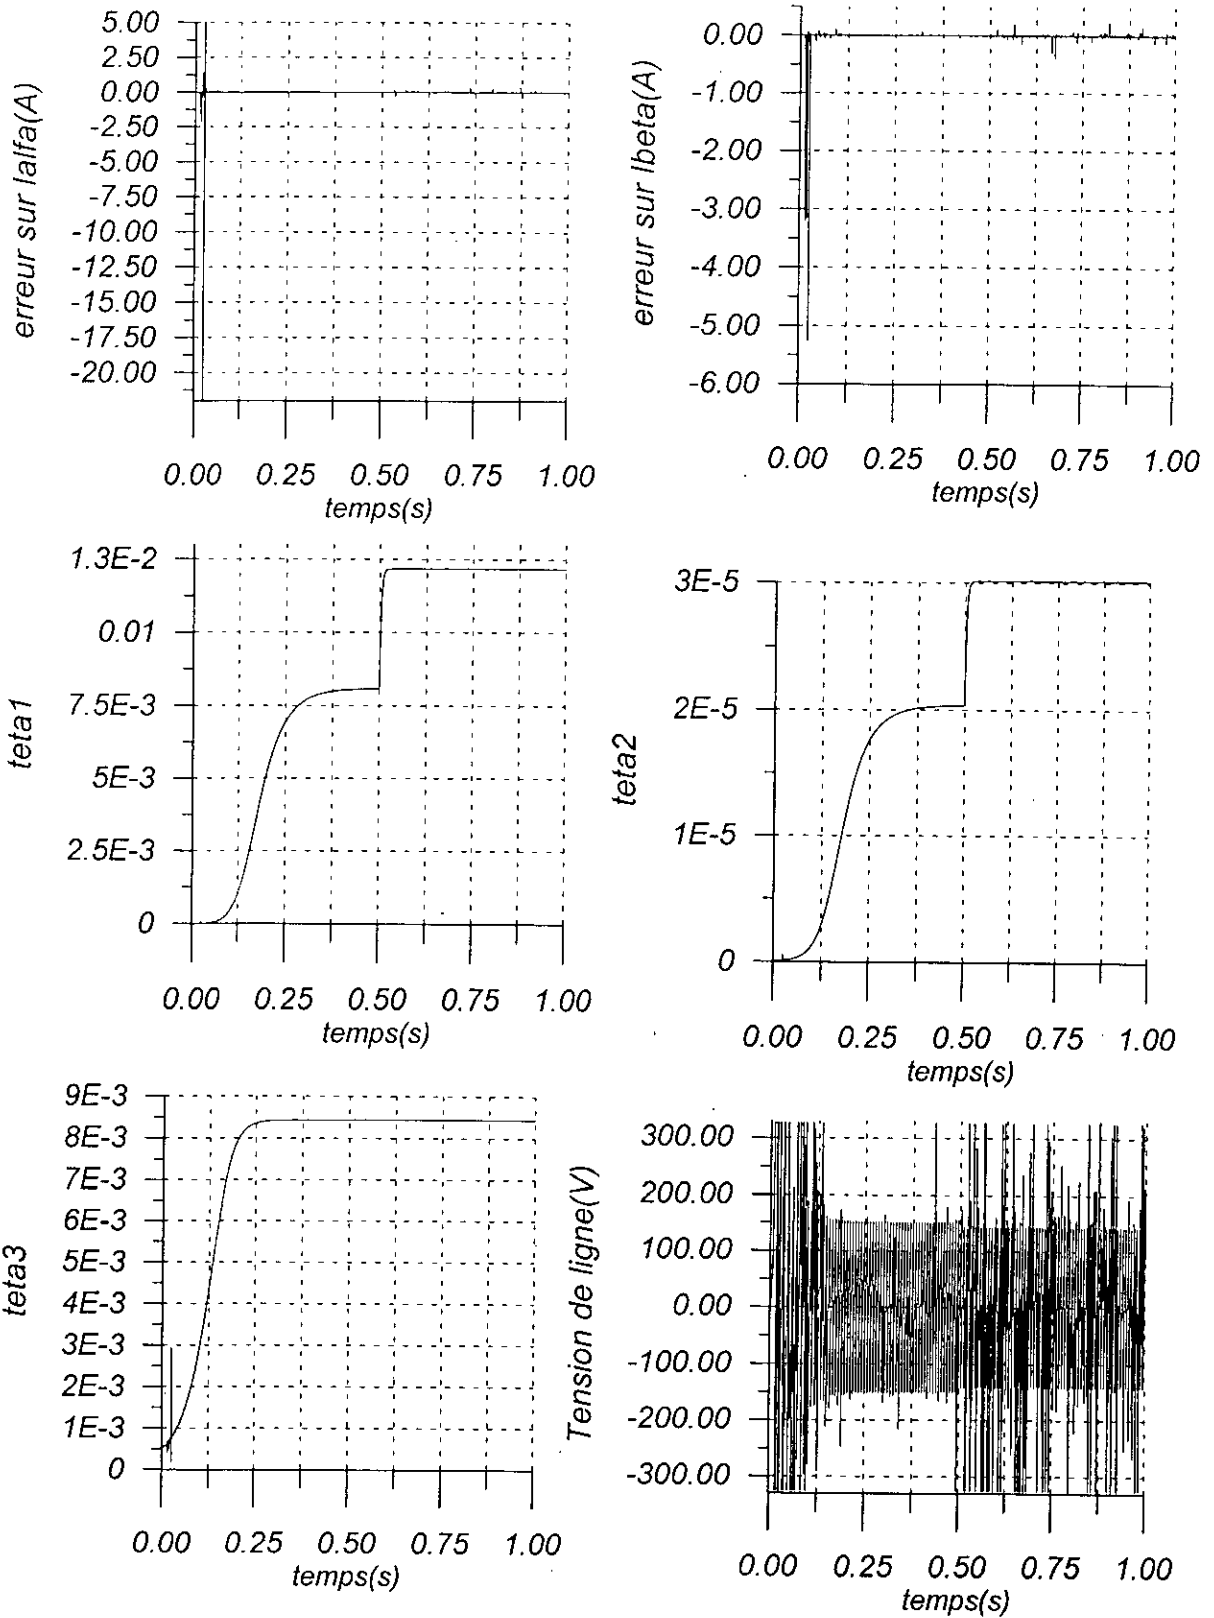 5.00
2.50
0.00
-2.50
-5.00
-7.50
-10.00
-12.50
-15.00
-17.50
-20.00
erreur sur Ialfa(A)
0.00 0.25 0.50 0.75 1.00
temps(s)
0.00
-1.00
-2.00
-3.00
-4.00
-5.00
-6.00
erreur sur Ibeta(A)
0.00 0.25 0.50 0.75 1.00
temps(s)
1.3E-2
0.01
7.5E-3
5E-3
2.5E-3
0
teta1
0.00 0.25 0.50 0.75 1.00
temps(s)
3E-5
2E-5
1E-5
0
teta2
0.00 0.25 0.50 0.75 1.00
temps(s)
9E-3
8E-3
7E-3
6E-3
5E-3
4E-3
3E-3
2E-3
1E-3
0
teta3
0.00 0.25 0.50 0.75 1.00
temps(s)
300.00
200.00
100.00
0.00
-100.00
-200.00
-300.00
Tension de ligne(V)
0.00 0.25 0.50 0.75 1.00
temps(s)